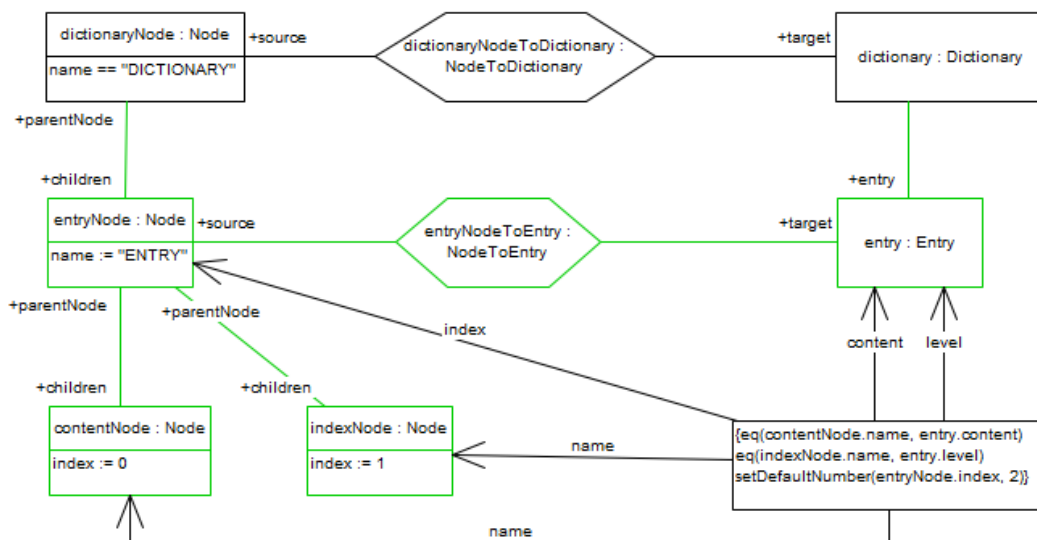 dictionaryNode : Node
name == "DICTIONARY"
+source
dictionaryNodeToDictionary :
NodeToDictionary
+target
dictionary : Dictionary
+parentNode
+children
+entry
entryNode : Node
name := "ENTRY"
+source
entryNodeToEntry :
NodeToEntry
+target
entry : Entry
+parentNode
+parentNode
index
content
level
+children
+children
contentNode : Node
index := 0
indexNode : Node
index := 1
name
{eq(contentNode.name, entry.content)
eq(indexNode.name, entry.level)
setDefaultNumber(entryNode.index, 2)}
name